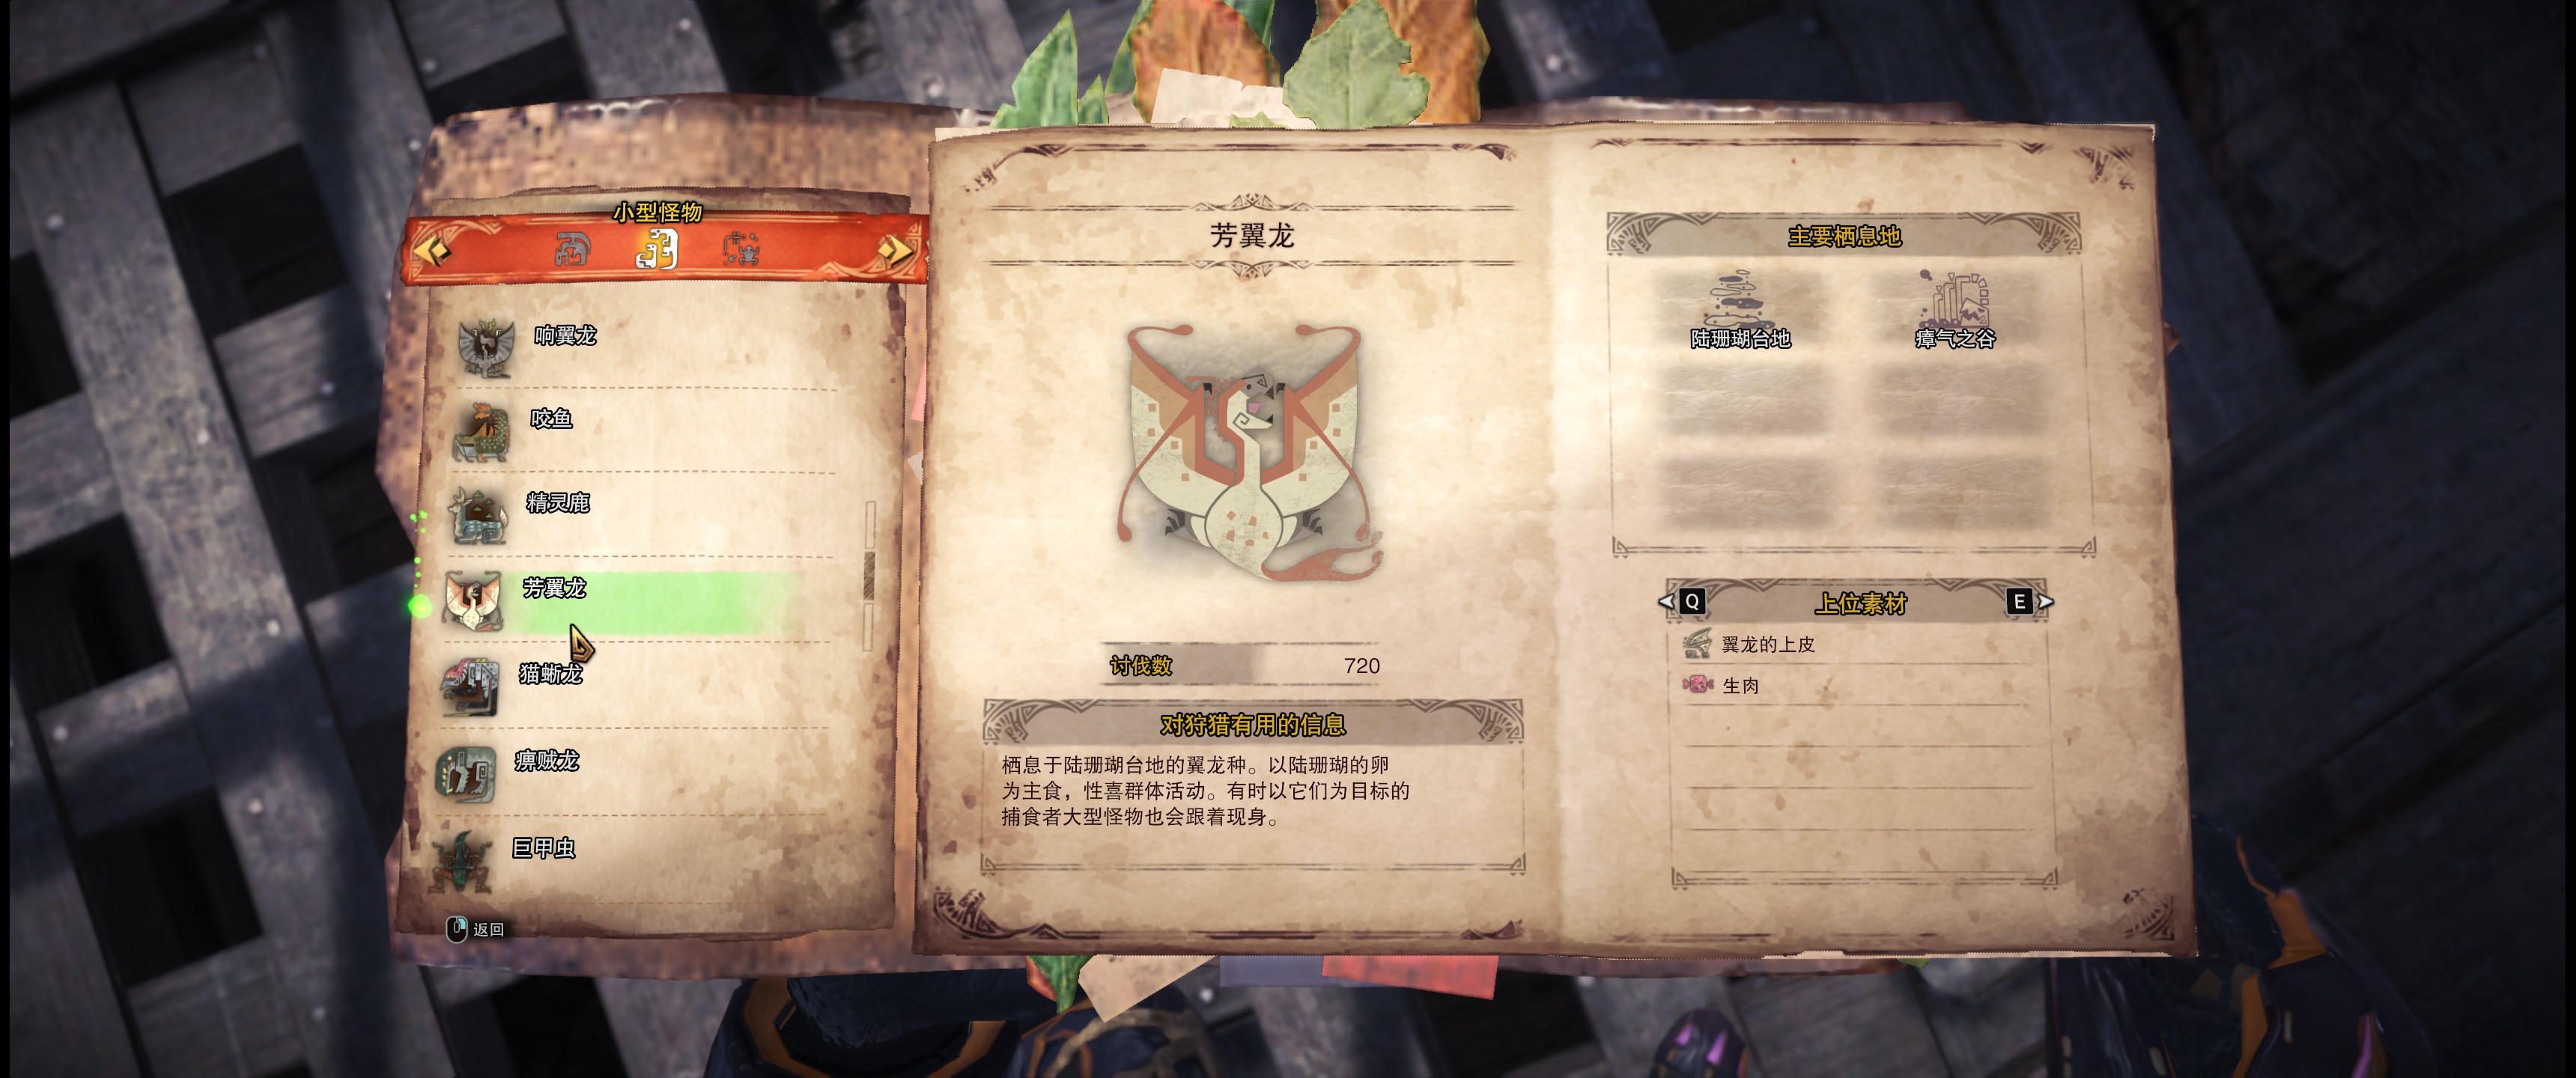 小型怪物
响翼龙
咬鱼
精灵鹿
芳翼龙
猫蜥龙
痹贼龙
巨甲虫
返回
芳翼龙
讨伐数 720
对狩猎有用的信息
栖息于陆珊瑚台地的翼龙种。以陆珊瑚的卵
为主食，性喜群体活动。有时以它们为目标的
捕食者大型怪物也会跟着现身。
主要栖息地
陆珊瑚台地 瘴气之谷
Q 上位素材 E
翼龙的上皮
生肉